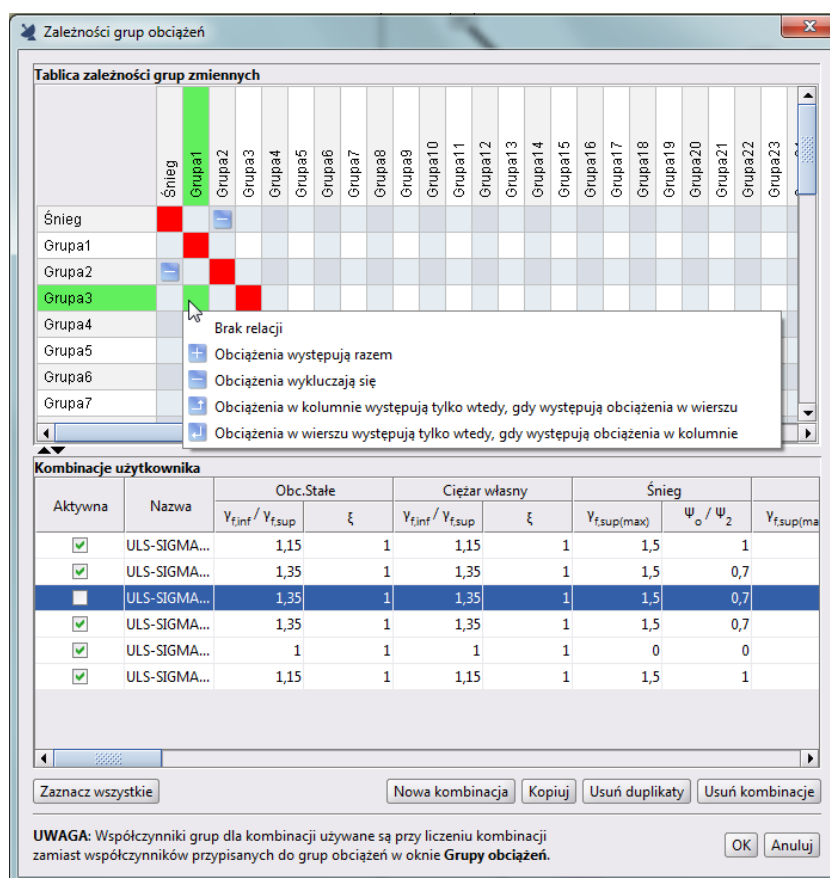 Zależności grup obciążeń
Tablica zależności grup zmiennych
Śnieg Grupa1 Grupa2 Grupa3 Grupa4 Grupa5 Grupa6 Grupa7 Grupa8 Grupa9 Grupa10 Grupa11 Grupa12 Grupa13 Grupa14 Grupa15 Grupa16 Grupa17 Grupa18 Grupa19 Grupa20 Grupa21 Grupa22 Grupa23
Śnieg
Grupa1
Grupa2
Grupa3
Grupa4
Grupa5
Grupa6
Grupa7
Brak relacji
Obciążenia występują razem
Obciążenia wykluczają się
Obciążenia w kolumnie występują tylko wtedy, gdy występują obciążenia w wierszu
Obciążenia w wierszu występują tylko wtedy, gdy występują obciążenia w kolumnie
Kombinacje użytkownika
Aktywna Nazwa Obc.Stałe Ciężar własny Śnieg
γf,inf / γf,sup ξ γf,inf / γf,sup ξ γf,sup(max) Ψo / Ψ2 γf,sup(ma
ULS-SIGMA... 1,15 1 1,15 1 1,5 1
ULS-SIGMA... 1,35 1 1,35 1 1,5 0,7
ULS-SIGMA... 1,35 1 1,35 1 1,5 0,7
ULS-SIGMA... 1,35 1 1,35 1 1,5 0,7
ULS-SIGMA... 1 1 1 1 0 0
ULS-SIGMA... 1,15 1 1,15 1 1,5 1
Zaznacz wszystkie Nowa kombinacja Kopiuj Usuń duplikaty Usuń kombinacje
UWAGA: Współczynniki grup dla kombinacji używane są przy liczeniu kombinacji
zamiast współczynników przypisanych do grup obciążeń w oknie Grupy obciążeń.
OK Anuluj